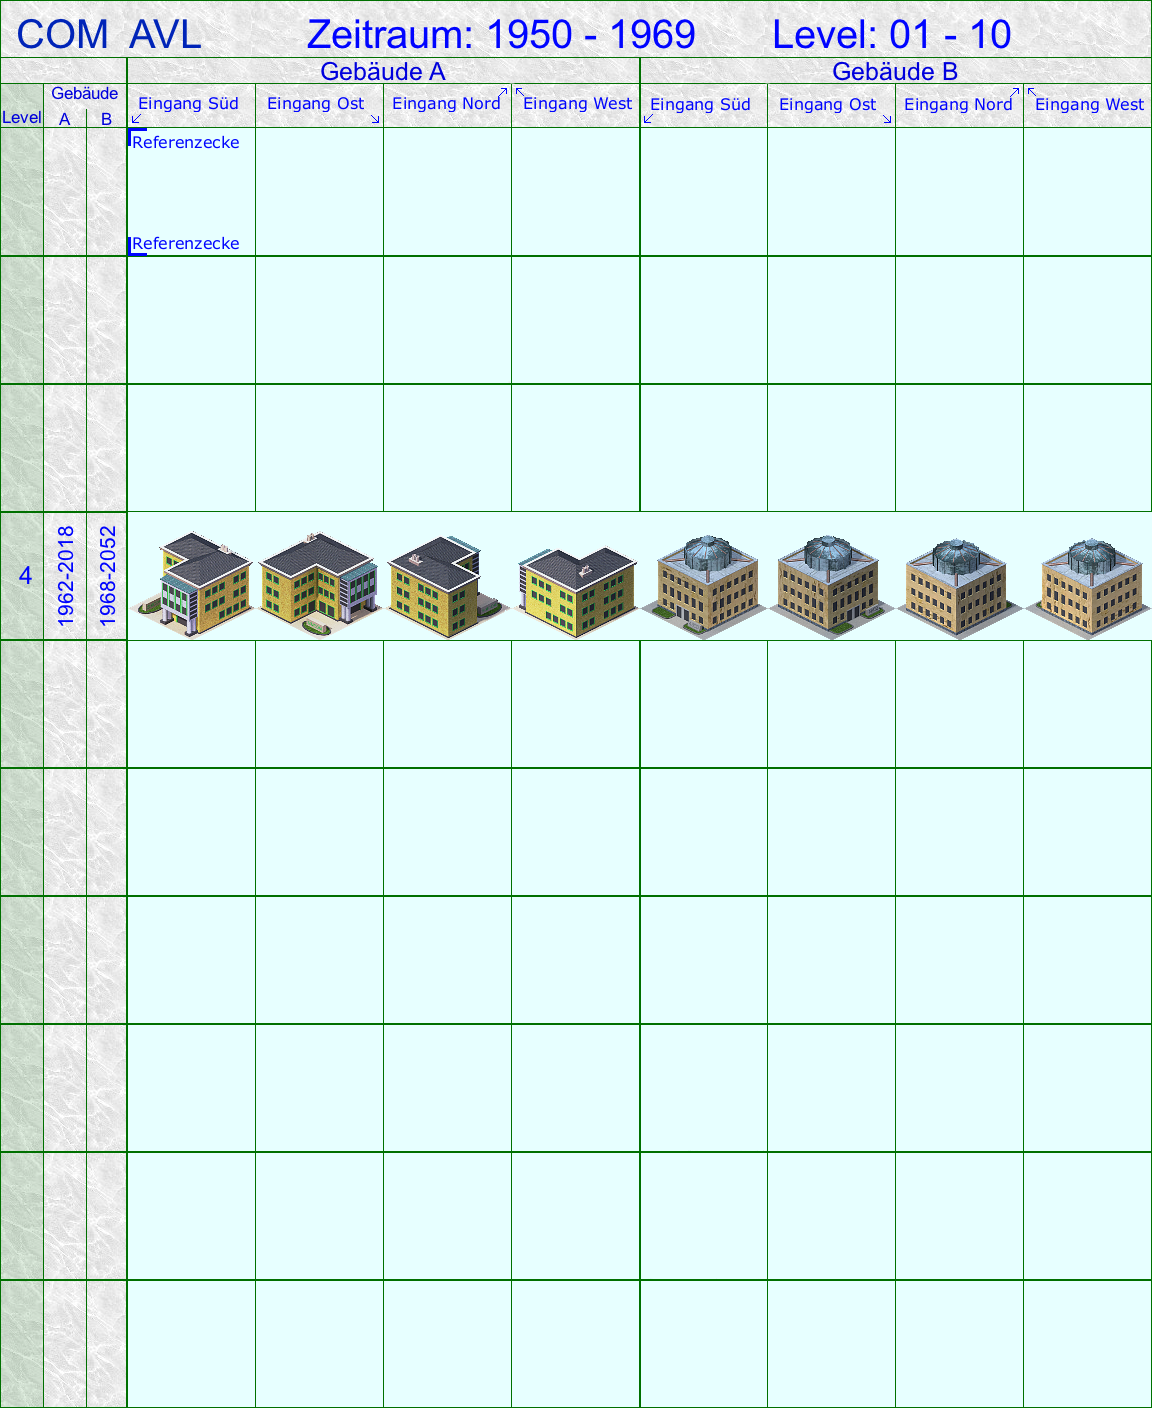 COM AVL Zeitraum: 1950 - 1969 Level: 01 - 10
Gebäude A Gebäude B
Level Gebäude A B Eingang Süd Eingang Ost Eingang Nord Eingang West Eingang Süd Eingang Ost Eingang Nord Eingang West
Referenzecke
Referenzecke
4 1962-2018 1968-2052